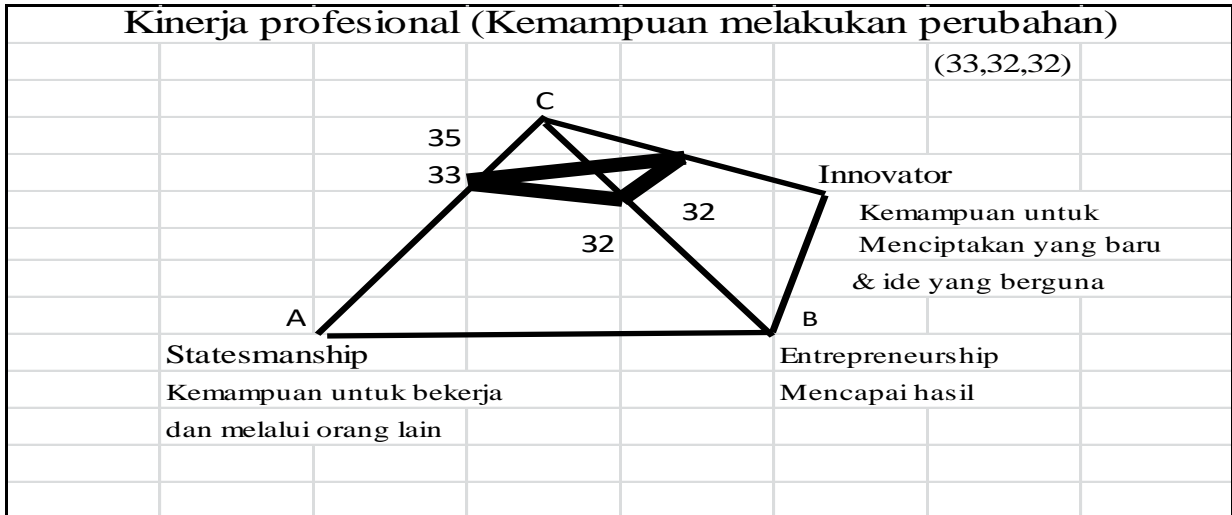 Kinerja profesional (Kemampuan melakukan perubahan)
(33,32,32)
C
35
33
Innovator
32
Kemampuan untuk
32
Menciptakan yang baru
& ide yang berguna
A
B
Statesmanship
Entrepreneurship
Kemampuan untuk bekerja
Mencapai hasil
dan melalui orang lain